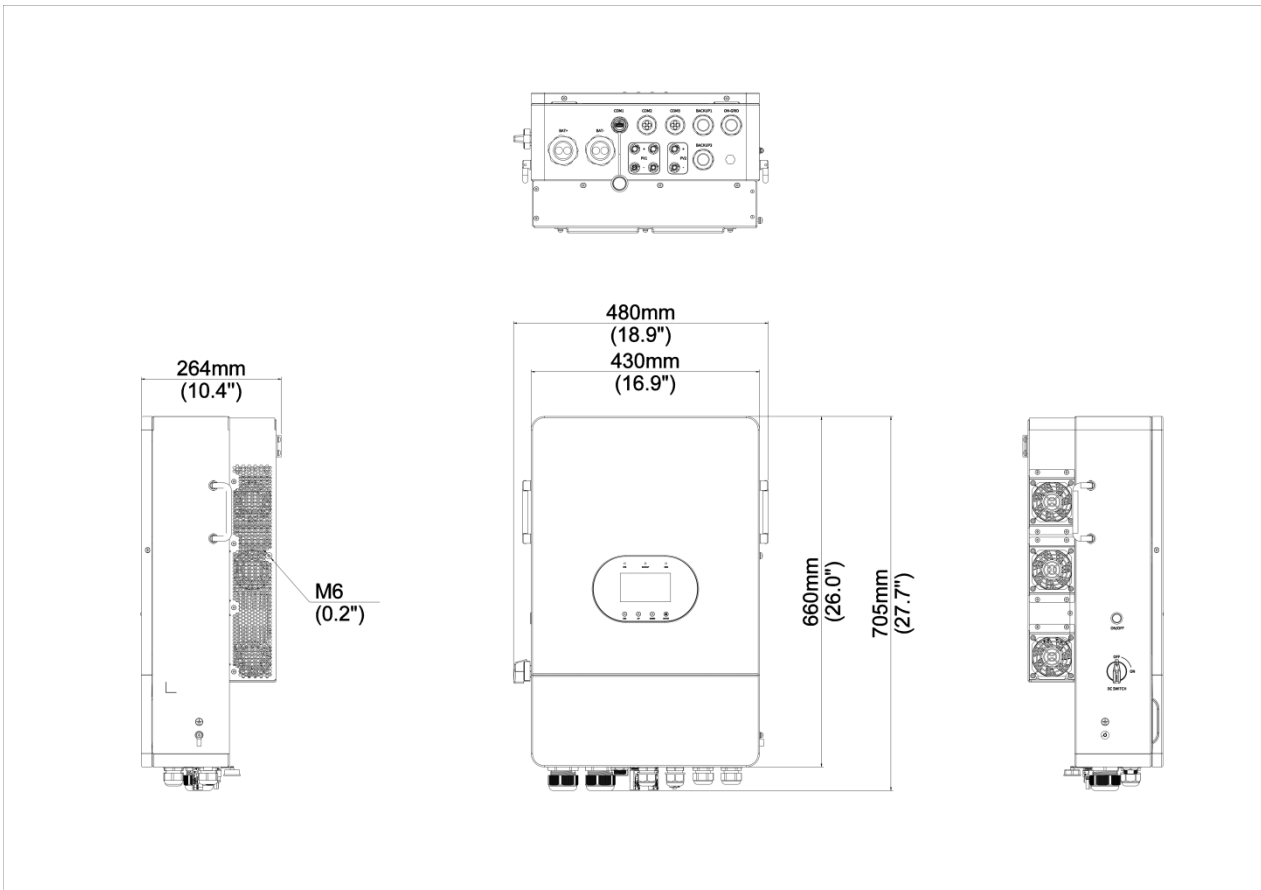 COM1 COM2 COM3 BACKUP1 ON-GRID
BAT+ BAT-
BACKUP2
+ PV1 -
+ PV2 -
480mm
(18.9")
430mm
(16.9")
264mm
(10.4")
M6
(0.2")
660mm
(26.0")
705mm
(27.7")
ON/OFF
OFF
ON
DC SWITCH